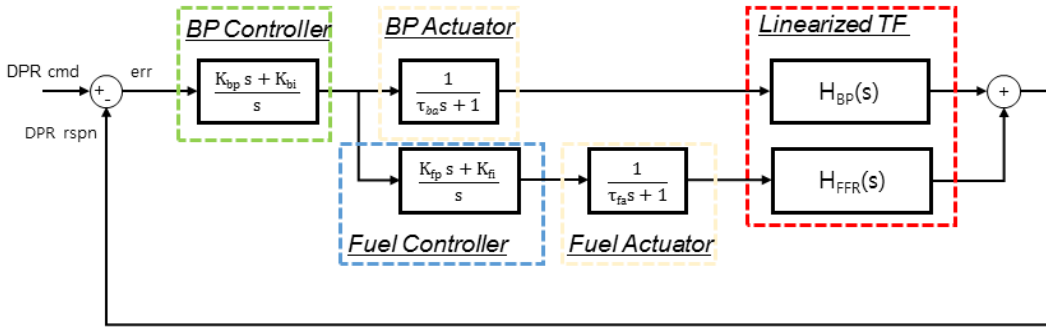 BP Controller
BP Actuator
Linearized TF
DPR cmd
+
-
err
K_bp s + K_bi
s
1
τ_ba s + 1
H_BP(s)
+
DPR rspn
K_fp s + K_fi
s
1
τ_fa s + 1
H_FFR(s)
Fuel Controller
Fuel Actuator